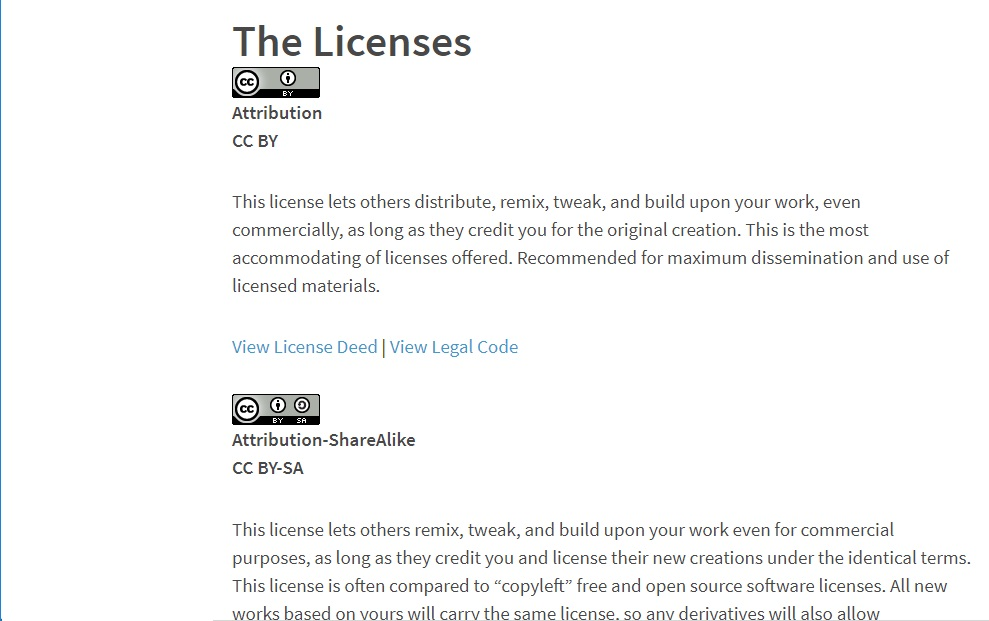 The Licenses
cc
BY
Attribution
CC BY
This license lets others distribute, remix, tweak, and build upon your work, even
commercially, as long as they credit you for the original creation. This is the most
accommodating of licenses offered. Recommended for maximum dissemination and use of
licensed materials.
View License Deed | View Legal Code
cc
BY SA
Attribution-ShareAlike
CC BY-SA
This license lets others remix, tweak, and build upon your work even for commercial
purposes, as long as they credit you and license their new creations under the identical terms.
This license is often compared to “copyleft” free and open source software licenses. All new
works based on yours will carry the same license, so any derivatives will also allow